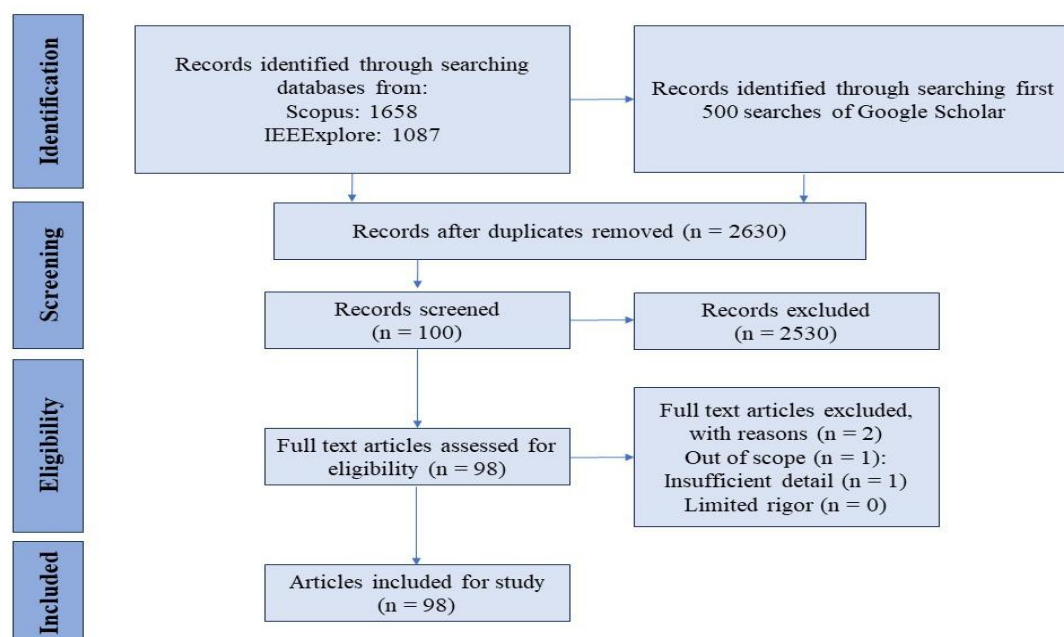 Identification
Records identified through searching
databases from:
Scopus: 1658
IEEExplore: 1087
Records identified through searching first
500 searches of Google Scholar
Screening
Records after duplicates removed (n = 2630)
Records screened
(n = 100)
Records excluded
(n = 2530)
Eligibility
Full text articles assessed for
eligibility (n = 98)
Full text articles excluded,
with reasons (n = 2)
Out of scope (n = 1):
Insufficient detail (n = 1)
Limited rigor (n = 0)
Included
Articles included for study
(n = 98)